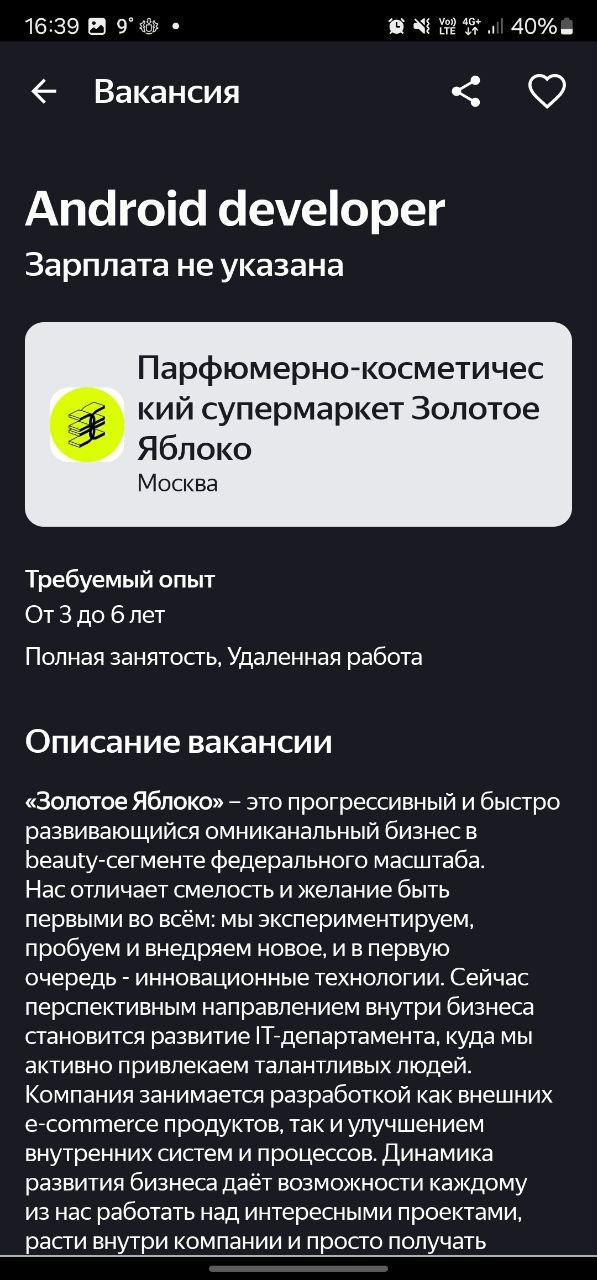 16:39 9° Vo)) LTE 4G+ 40%
Вакансия
Android developer
Зарплата не указана
Парфюмерно-косметичес
кий супермаркет Золотое
Яблоко
Москва
Требуемый опыт
От 3 до 6 лет
Полная занятость, Удаленная работа
Описание вакансии
«Золотое Яблоко» – это прогрессивный и быстро
развивающийся омниканальный бизнес в
beauty-сегменте федерального масштаба.
Нас отличает смелость и желание быть
первыми во всём: мы экспериментируем,
пробуем и внедряем новое, и в первую
очередь - инновационные технологии. Сейчас
перспективным направлением внутри бизнеса
становится развитие IT-департамента, куда мы
активно привлекаем талантливых людей.
Компания занимается разработкой как внешних
e-commerce продуктов, так и улучшением
внутренних систем и процессов. Динамика
развития бизнеса даёт возможности каждому
из нас работать над интересными проектами,
расти внутри компании и просто получать